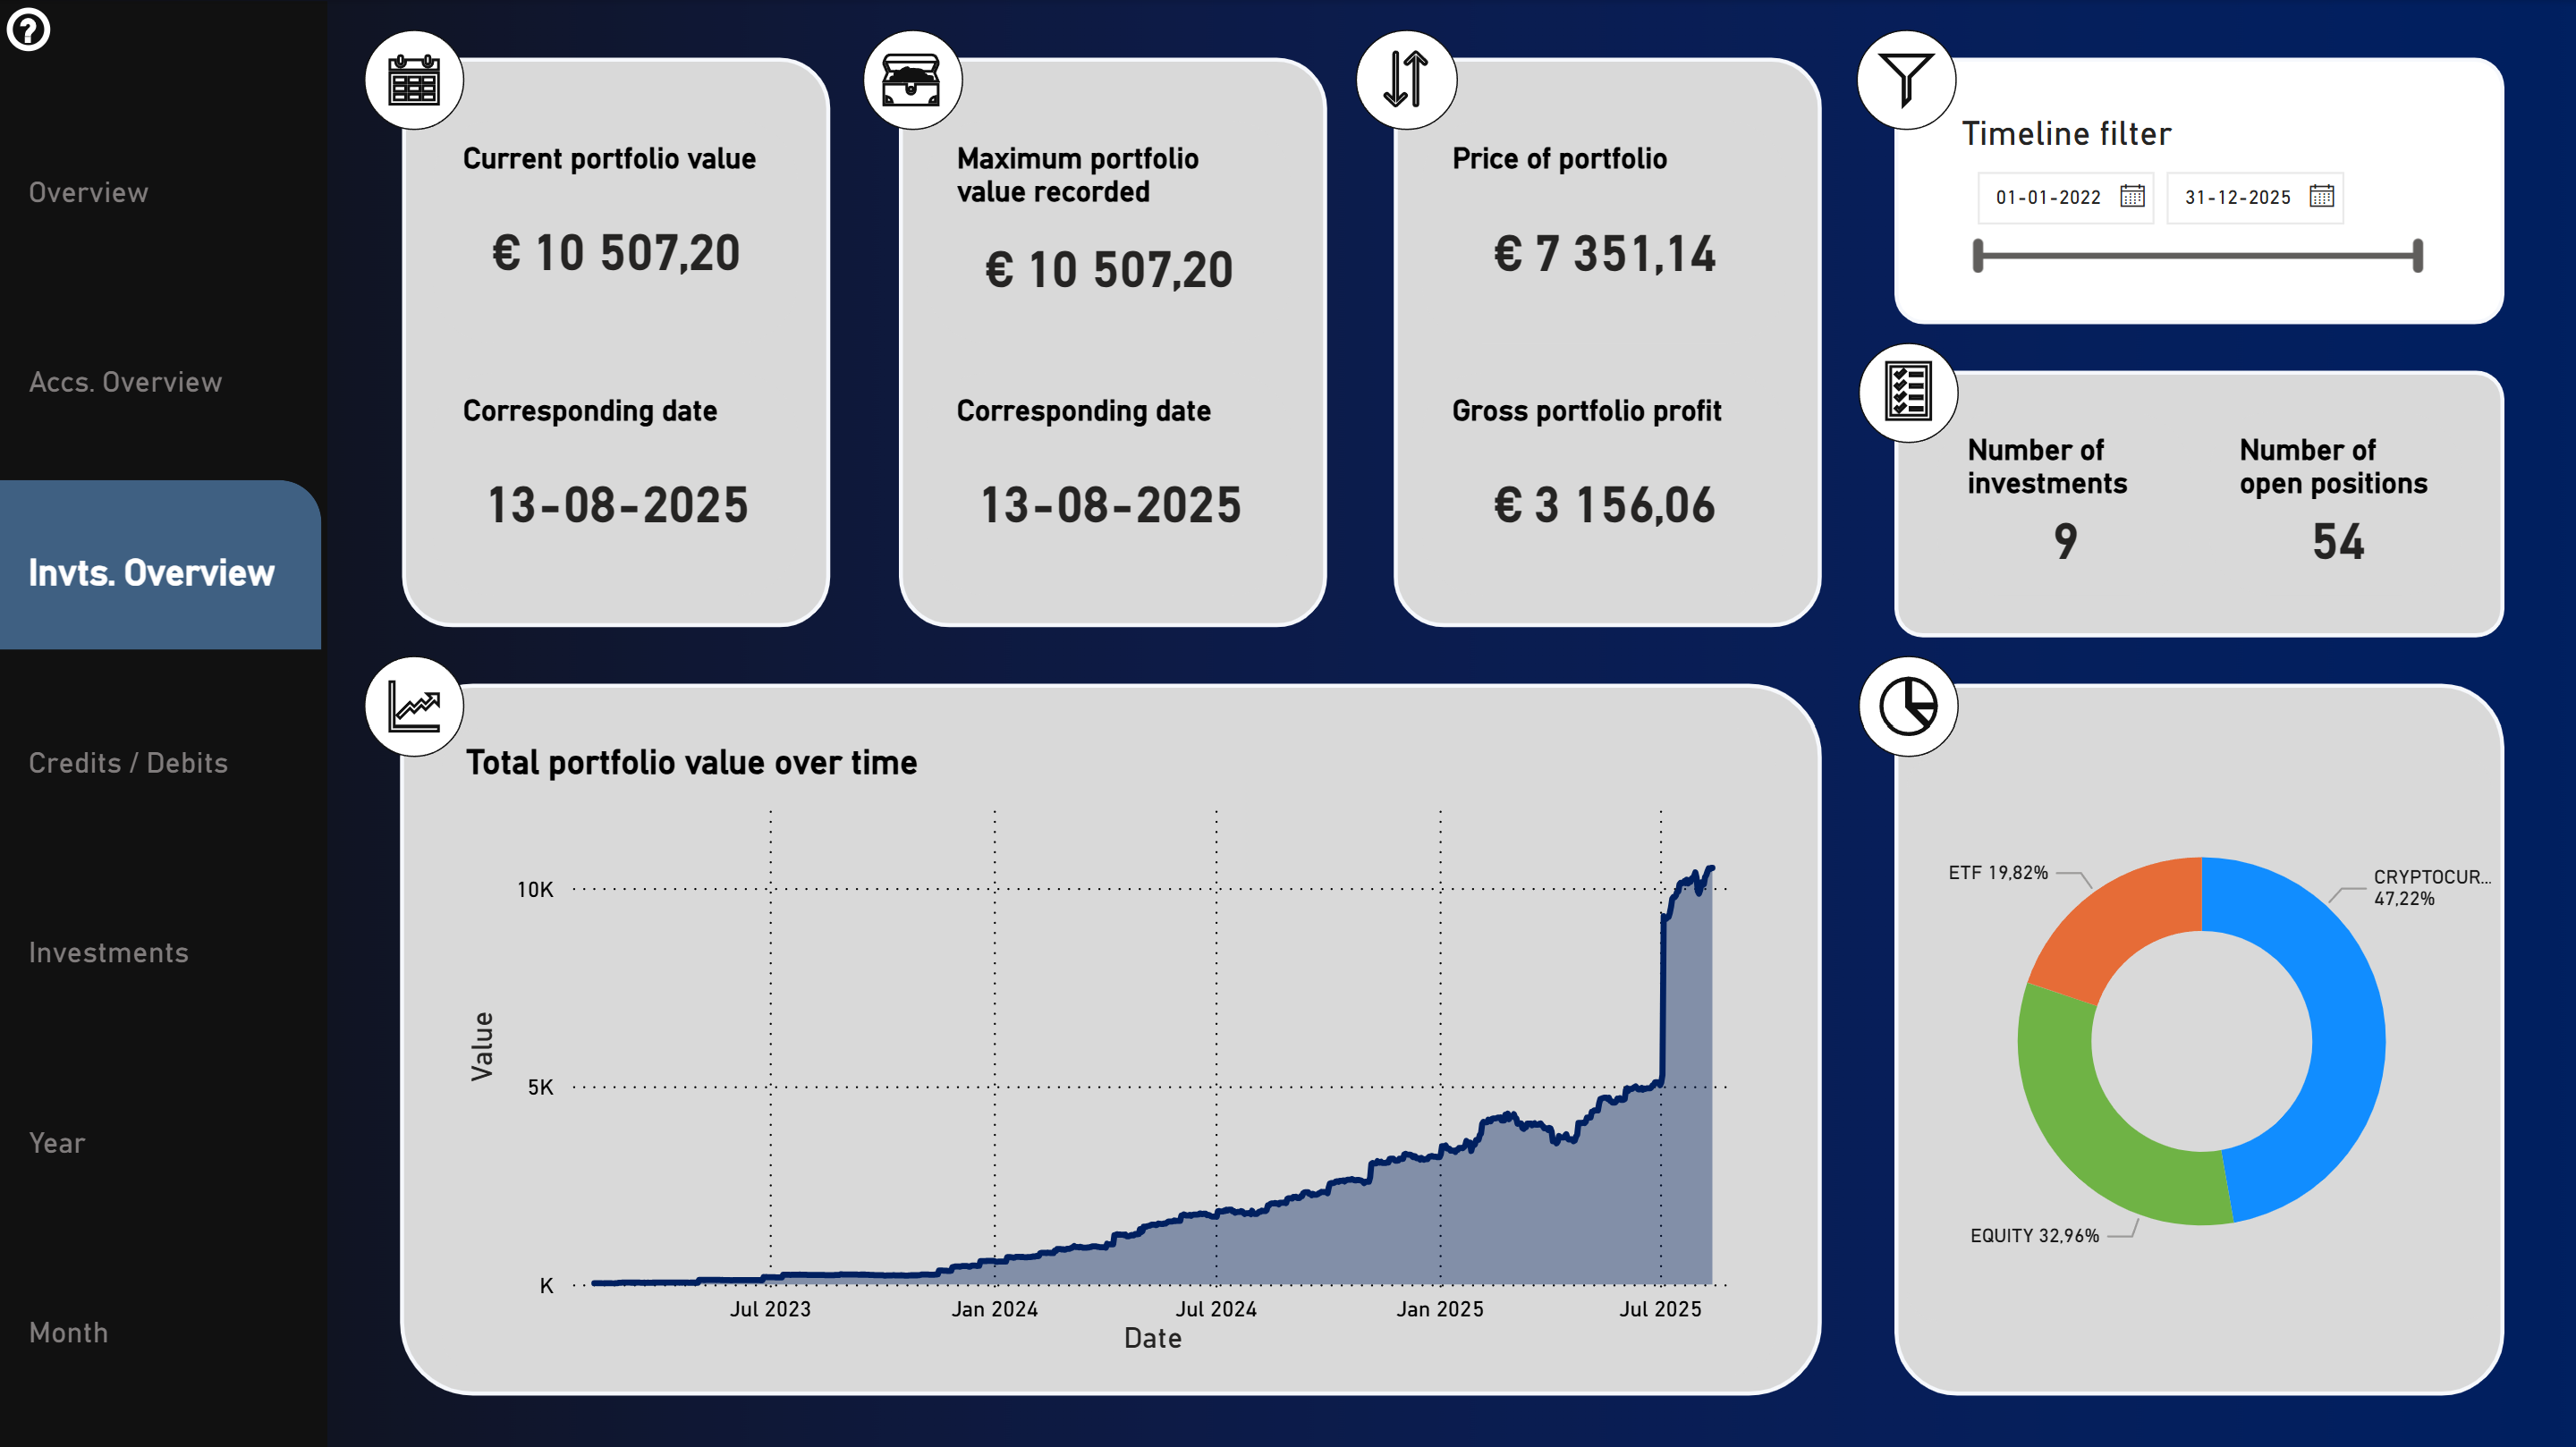 ?
Overview
Accs. Overview
Invts. Overview
Credits / Debits
Investments
Year
Month
Current portfolio value
€ 10 507,20
Corresponding date
13-08-2025
Maximum portfolio
value recorded
€ 10 507,20
Corresponding date
13-08-2025
Price of portfolio
€ 7 351,14
Gross portfolio profit
€ 3 156,06
Timeline filter
01-01-2022
31-12-2025
Number of
investments
9
Number of
open positions
54
Total portfolio value over time
Value
10K
5K
K
Jul 2023
Jan 2024
Jul 2024
Jan 2025
Jul 2025
Date
ETF 19,82%
CRYPTOCUR...
47,22%
EQUITY 32,96%